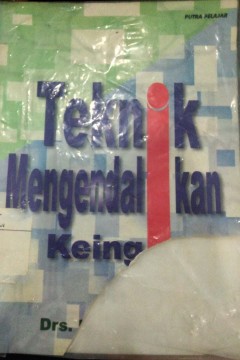 PUTRA PELAJAR
Teknik
Mengendalikan
Keing
Drs.